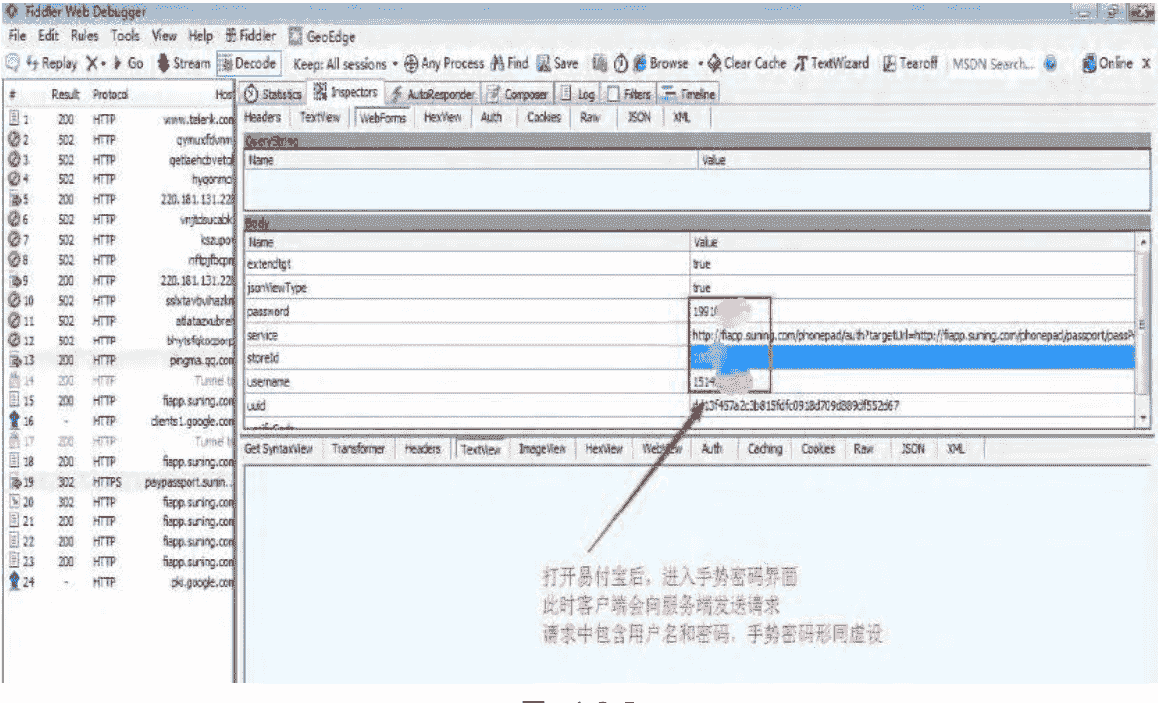 Fiddler Web Debugger
File Edit Rules Tools View Help Fiddler GeoEdge
Replay X Go Stream Decode Keep: All sessions Any Process Find Save Browse Clear Cache TextWizard Tearoff MSDN Search... Online X
# Result Protocol Host
Statistics Inspectors AutoResponder Composer Log Filters Timeline
Headers TextView WebForms HexView Auth Cookies Raw JSON XML
QueryString
Name Value
Body
Name Value
extendtgt true
jsonViewType true
password 1991
service http://fiapp.suning.com/phonepad/auth?targetUrl=http://fiapp.suning.com/phonepad/passport/pass
storeId
username 1514
uuid
Get SyntaxView Transformer Headers TextView ImageView HexView WebView Auth Caching Cookies Raw JSON XML
1 200 HTTP www.telerik.com
2 502 HTTP
3 502 HTTP
4 502 HTTP
5 200 HTTP 220.181.131.22
6 502 HTTP
7 502 HTTP
8 502 HTTP
9 200 HTTP 220.181.131.22
10 502 HTTP
11 502 HTTP
12 502 HTTP
13 200 HTTP pingma.qq.com
14 200 HTTP Tunnel to
15 200 HTTP fiapp.suning.com
16 - HTTP clients1.google.com
17 200 HTTP Tunnel to
18 200 HTTP fiapp.suning.com
19 302 HTTPS paypassport.sunin...
20 302 HTTP fiapp.suning.com
21 200 HTTP fiapp.suning.com
22 200 HTTP fiapp.suning.com
23 200 HTTP fiapp.suning.com
24 - HTTP pki.google.com
打开易付宝后，进入手势密码界面
此时客户端会向服务端发送请求
请求中包含用户名和密码，手势密码形同虚设